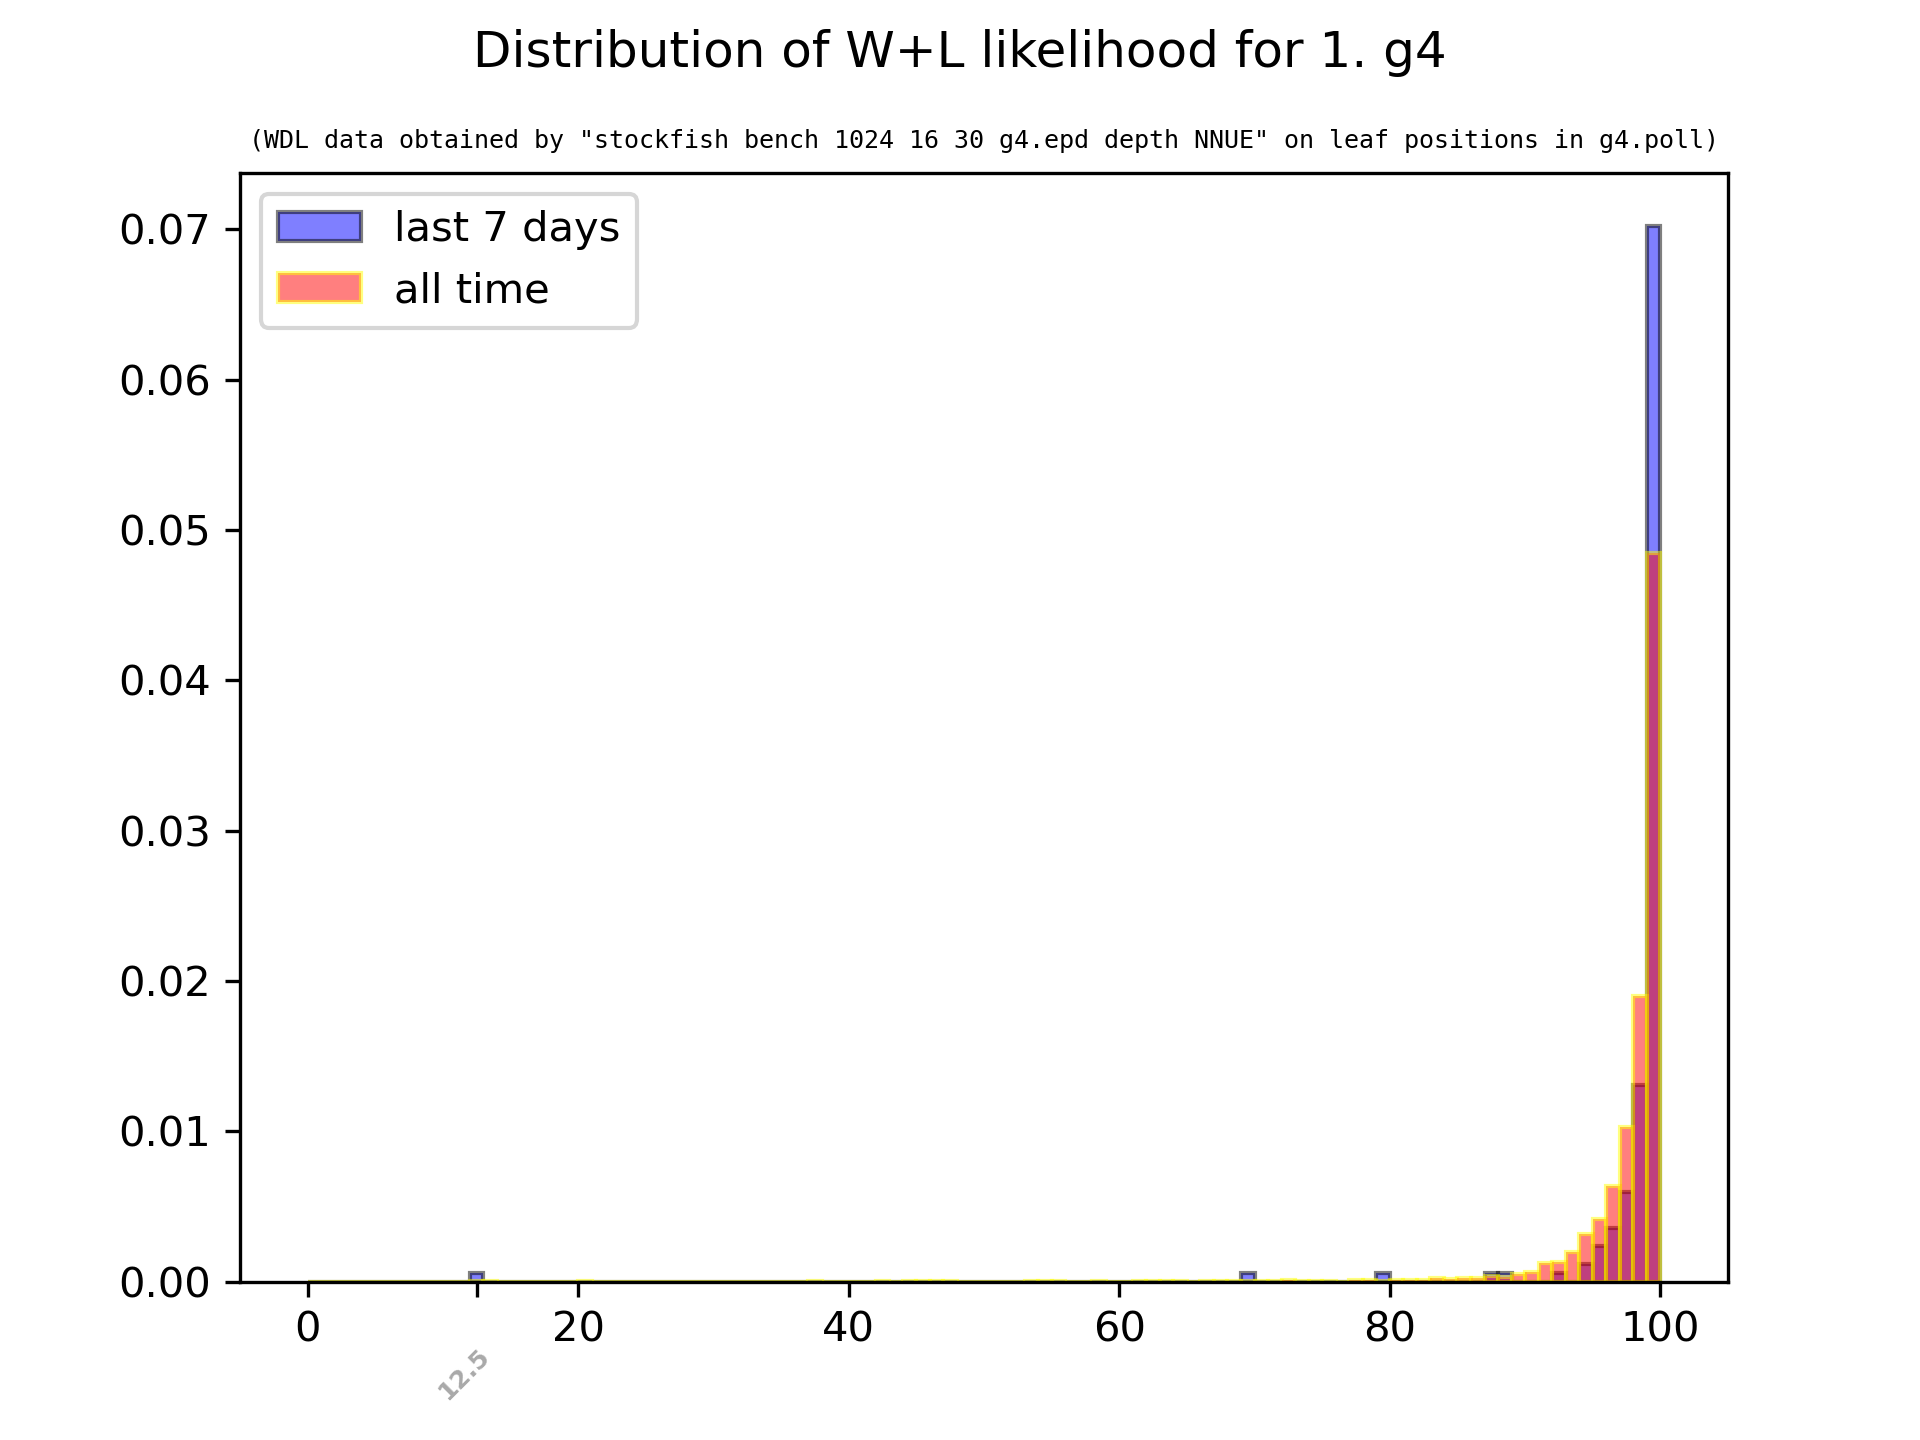 Distribution of W+L likelihood for 1. g4
(WDL data obtained by "stockfish bench 1024 16 30 g4.epd depth NNUE" on leaf positions in g4.poll)
last 7 days
all time
0.07
0.06
0.05
0.04
0.03
0.02
0.01
0.00
0 20 40 60 80 100
12.5